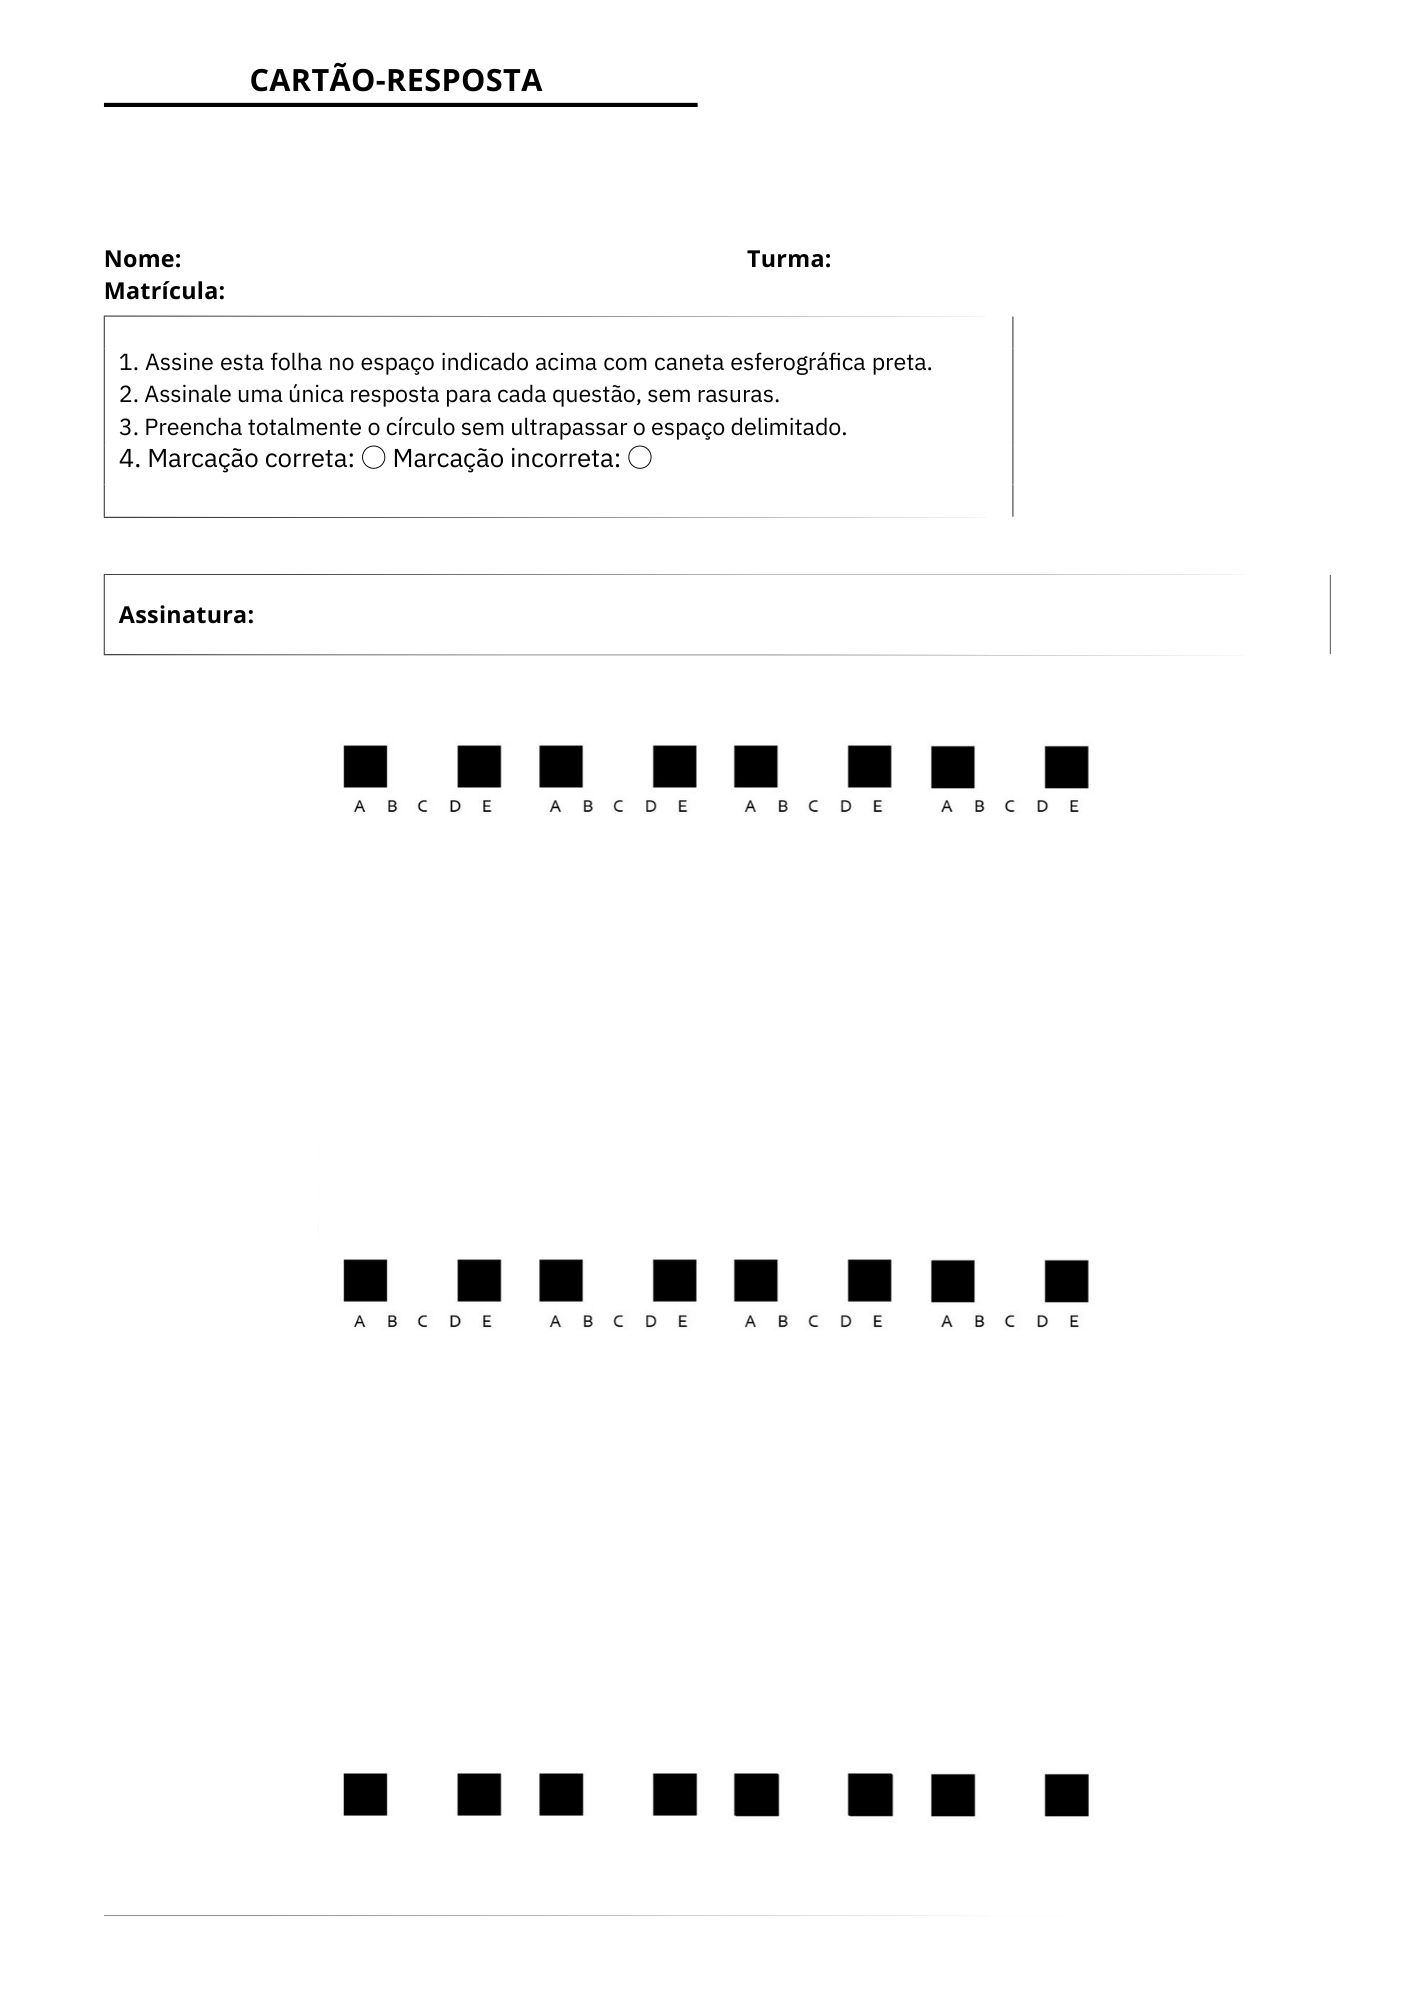 CARTÃO-RESPOSTA
Nome: Turma:
Matrícula:
1. Assine esta folha no espaço indicado acima com caneta esferográfica preta.
2. Assinale uma única resposta para cada questão, sem rasuras.
3. Preencha totalmente o círculo sem ultrapassar o espaço delimitado.
4. Marcação correta: ◯ Marcação incorreta: ◯
Assinatura:
A B C D E A B C D E A B C D E A B C D E
A B C D E A B C D E A B C D E A B C D E